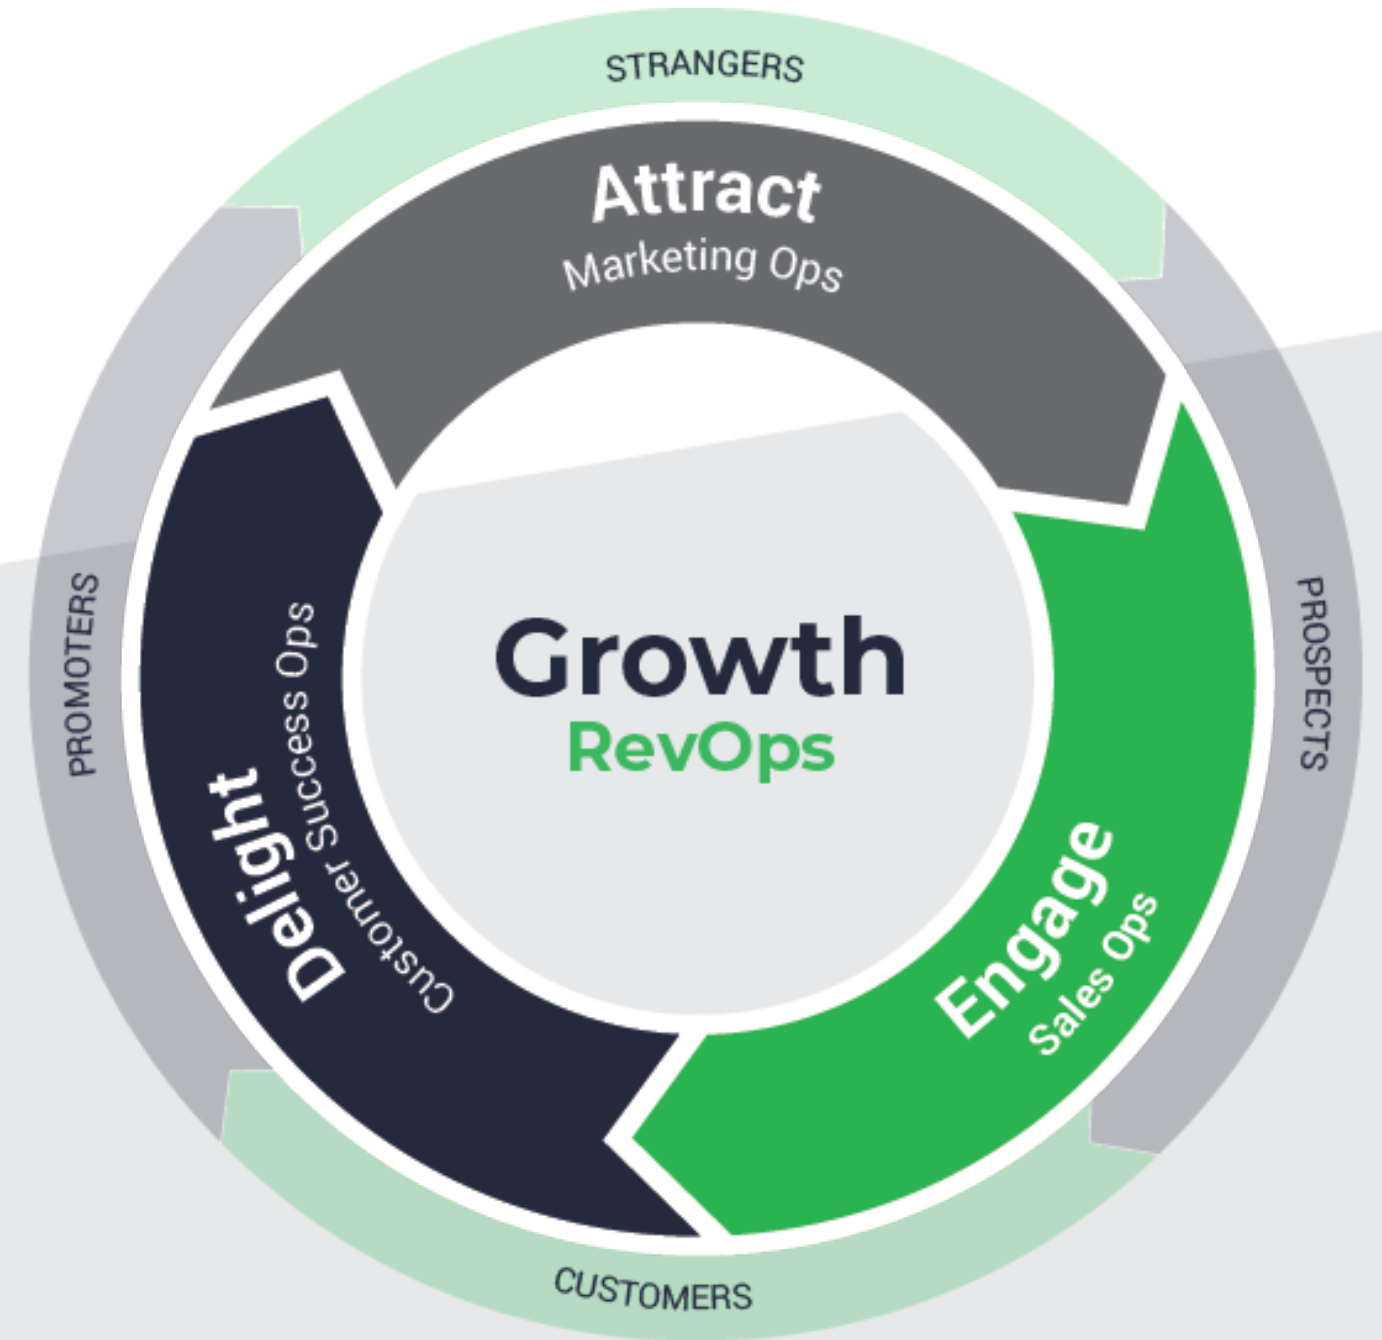 STRANGERS
Attract
Marketing Ops
PROSPECTS
Engage
Sales Ops
CUSTOMERS
Delight
Customer Success Ops
PROMOTERS
Growth
RevOps